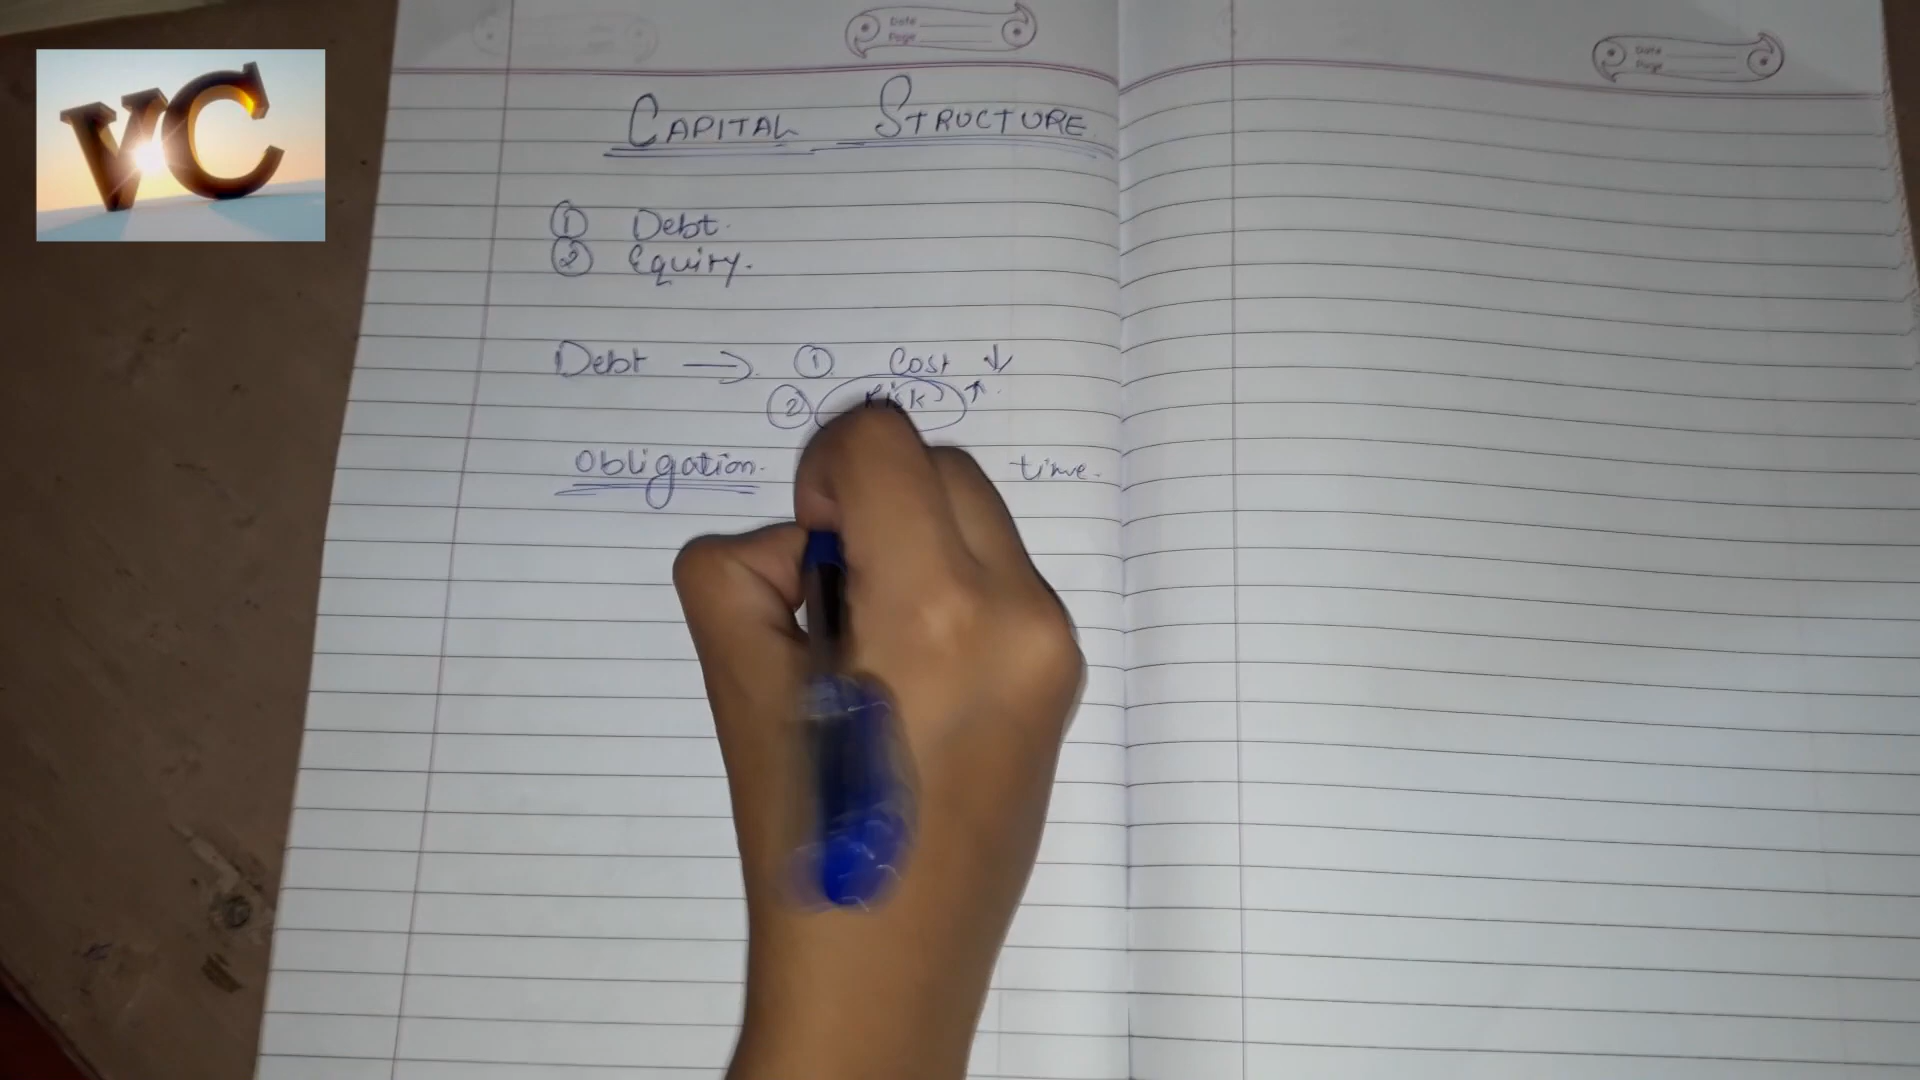 Date
Page
Date
Page
VC
CAPITAL STRUCTURE
① Debt.
② Equity.
Debt → ① Cost ↓
② Risk ↑
Obligation. time.